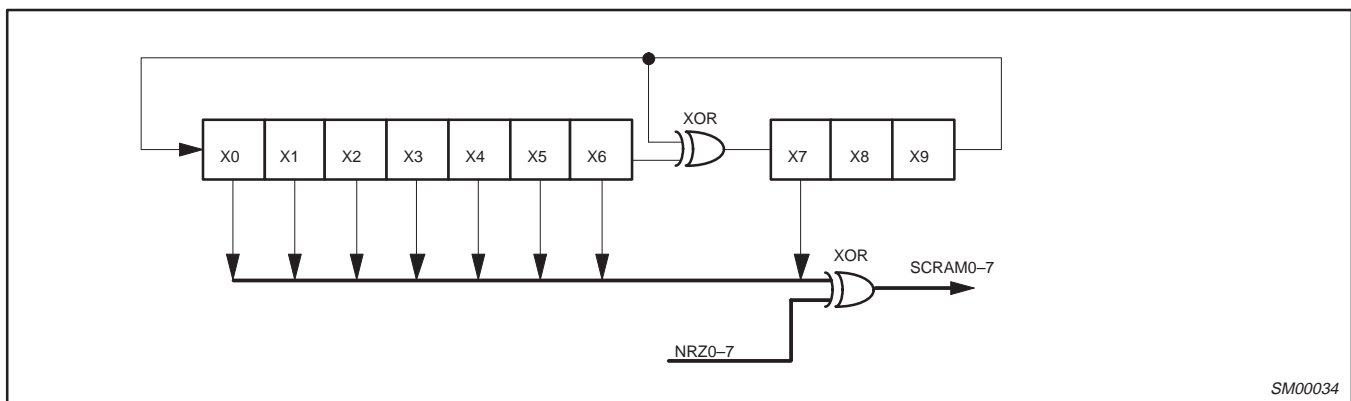 XOR
X0 X1 X2 X3 X4 X5 X6 X7 X8 X9
XOR
SCRAM0–7
NRZ0–7
SM00034